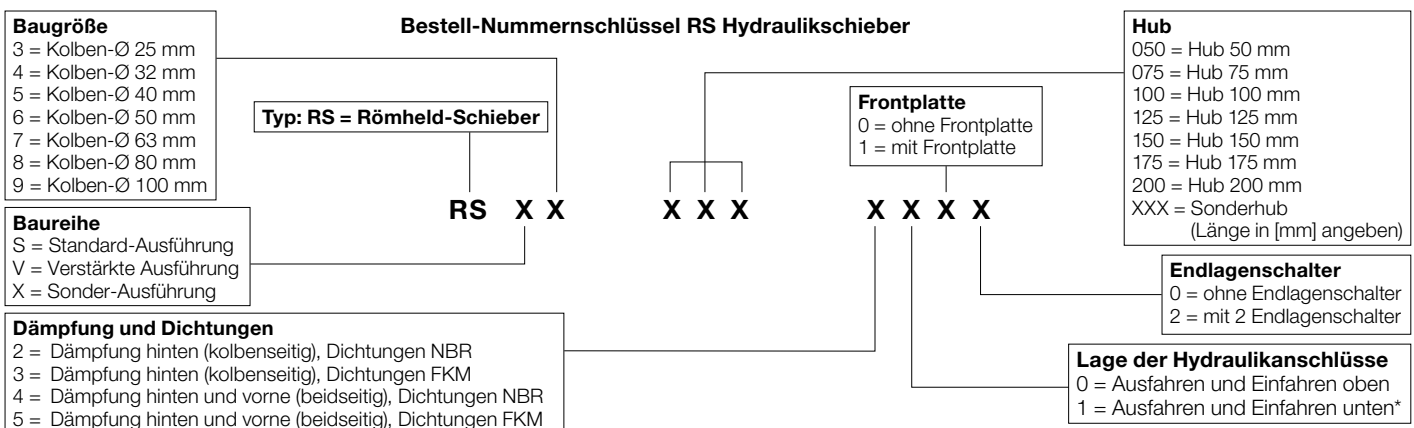 Bestell-Nummernschlüssel RS Hydraulikschieber
Baugröße
3 = Kolben-Ø 25 mm
4 = Kolben-Ø 32 mm
5 = Kolben-Ø 40 mm
6 = Kolben-Ø 50 mm
7 = Kolben-Ø 63 mm
8 = Kolben-Ø 80 mm
9 = Kolben-Ø 100 mm
Typ: RS = Römheld-Schieber
Frontplatte
0 = ohne Frontplatte
1 = mit Frontplatte
Hub
050 = Hub 50 mm
075 = Hub 75 mm
100 = Hub 100 mm
125 = Hub 125 mm
150 = Hub 150 mm
175 = Hub 175 mm
200 = Hub 200 mm
XXX = Sonderhub
(Länge in [mm] angeben)
RS X X X X X X X X X
Baureihe
S = Standard-Ausführung
V = Verstärkte Ausführung
X = Sonder-Ausführung
Endlagenschalter
0 = ohne Endlagenschalter
2 = mit 2 Endlagenschalter
Dämpfung und Dichtungen
2 = Dämpfung hinten (kolbenseitig), Dichtungen NBR
3 = Dämpfung hinten (kolbenseitig), Dichtungen FKM
4 = Dämpfung hinten und vorne (beidseitig), Dichtungen NBR
5 = Dämpfung hinten und vorne (beidseitig), Dichtungen FKM
Lage der Hydraulikanschlüsse
0 = Ausfahren und Einfahren oben
1 = Ausfahren und Einfahren unten*